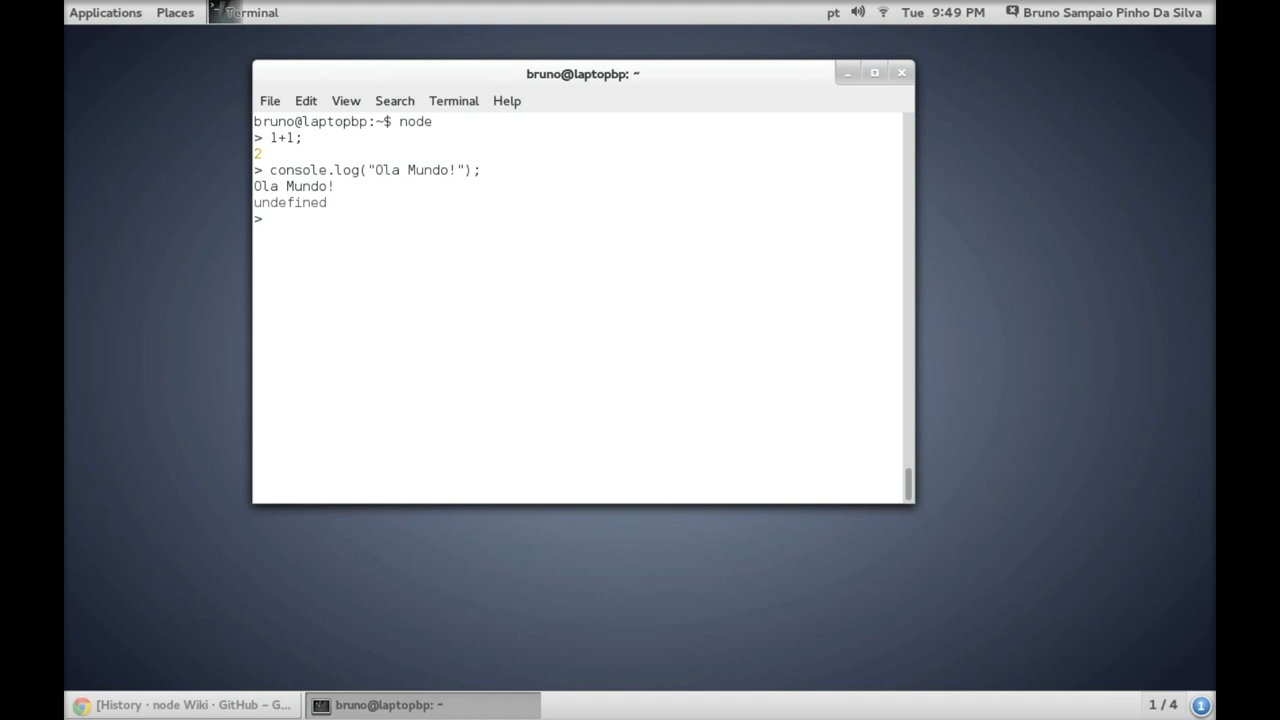 Applications Places Terminal pt Tue 9:49 PM Bruno Sampaio Pinho Da Silva
bruno@laptopbp: ~
File Edit View Search Terminal Help
bruno@laptopbp:~$ node
> 1+1;
2
> console.log("Ola Mundo!");
Ola Mundo!
undefined
>
[History · node Wiki · GitHub – G... bruno@laptopbp: ~ 1 / 4 1